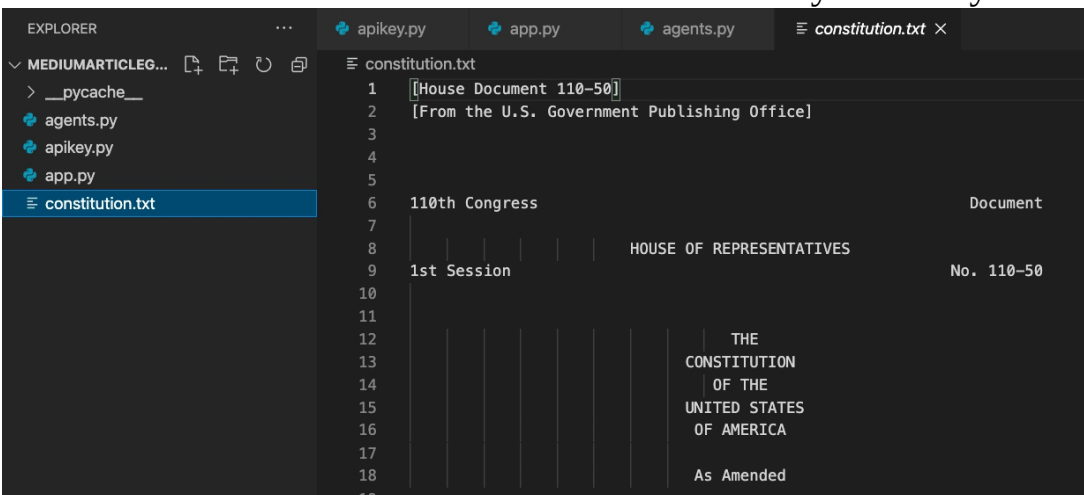 EXPLORER ...
apikey.py app.py agents.py constitution.txt ×
MEDIUMARTICLEG...
__pycache__
agents.py
apikey.py
app.py
constitution.txt
constitution.txt
1 [House Document 110-50]
2 [From the U.S. Government Publishing Office]
3
4
5
6 110th Congress Document
7
8 HOUSE OF REPRESENTATIVES
9 1st Session No. 110-50
10
11
12 THE
13 CONSTITUTION
14 OF THE
15 UNITED STATES
16 OF AMERICA
17
18 As Amended